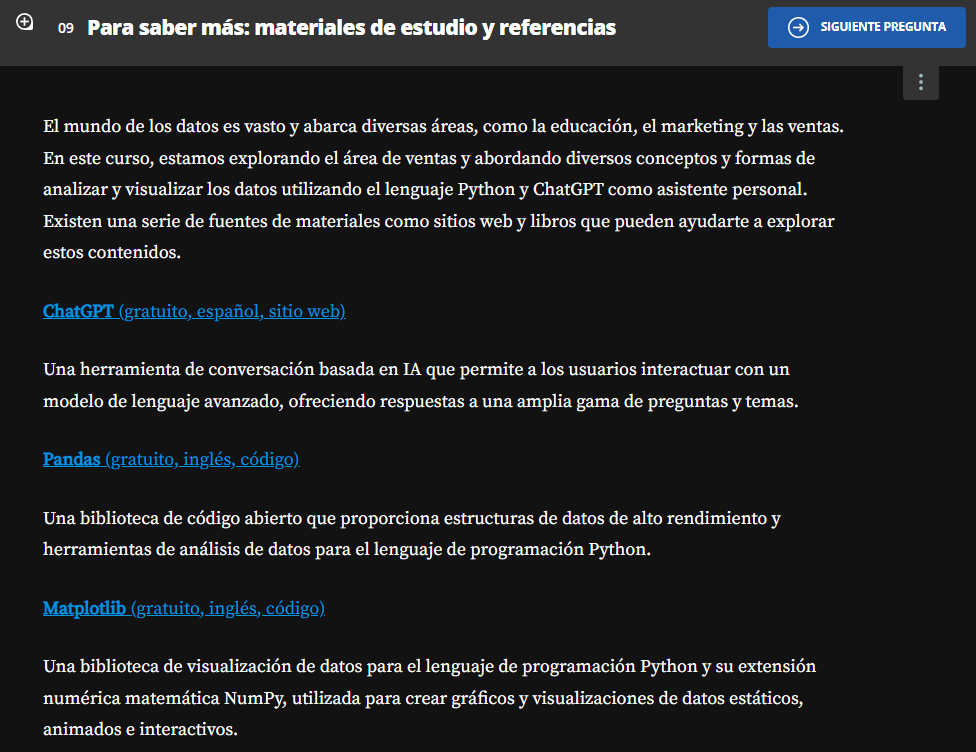 09 Para saber más: materiales de estudio y referencias
SIGUIENTE PREGUNTA
El mundo de los datos es vasto y abarca diversas áreas, como la educación, el marketing y las ventas.
En este curso, estamos explorando el área de ventas y abordando diversos conceptos y formas de
analizar y visualizar los datos utilizando el lenguaje Python y ChatGPT como asistente personal.
Existen una serie de fuentes de materiales como sitios web y libros que pueden ayudarte a explorar
estos contenidos.
ChatGPT (gratuito, español, sitio web)
Una herramienta de conversación basada en IA que permite a los usuarios interactuar con un
modelo de lenguaje avanzado, ofreciendo respuestas a una amplia gama de preguntas y temas.
Pandas (gratuito, inglés, código)
Una biblioteca de código abierto que proporciona estructuras de datos de alto rendimiento y
herramientas de análisis de datos para el lenguaje de programación Python.
Matplotlib (gratuito, inglés, código)
Una biblioteca de visualización de datos para el lenguaje de programación Python y su extensión
numérica matemática NumPy, utilizada para crear gráficos y visualizaciones de datos estáticos,
animados e interactivos.